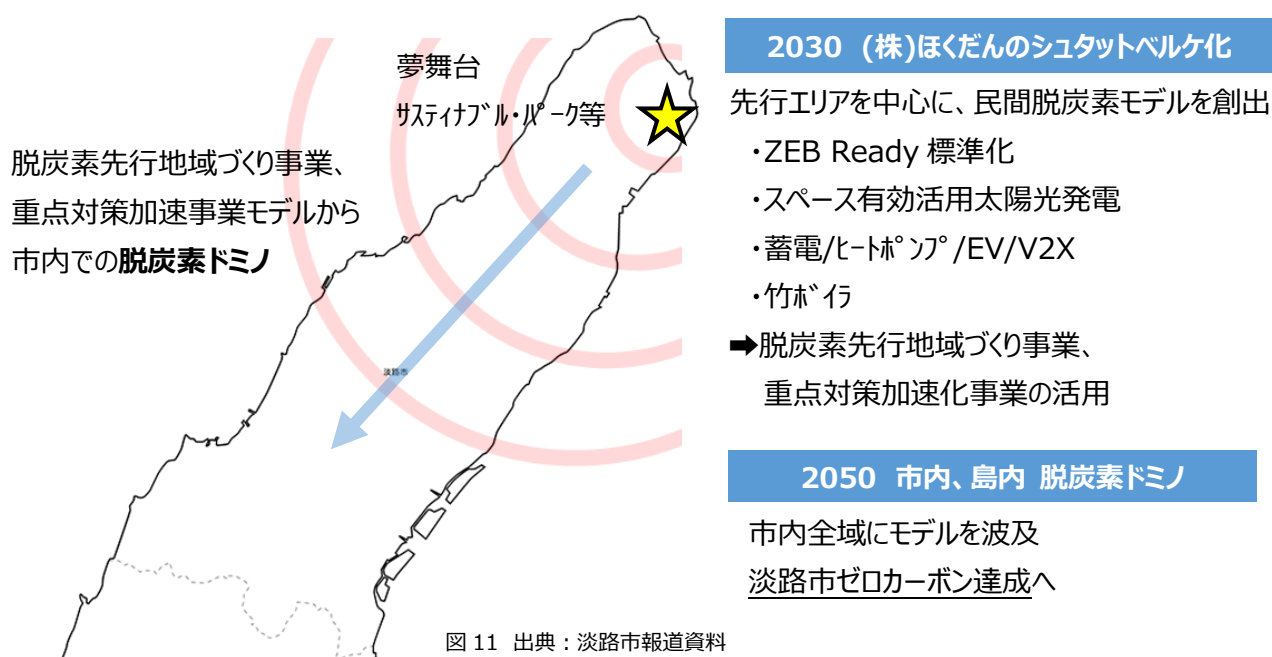 夢舞台
ｻｽﾃｨﾅﾌﾞﾙ・ﾊﾟｰｸ等
脱炭素先行地域づくり事業、
重点対策加速事業モデルから
市内での脱炭素ドミノ
淡路市
2030 (株)ほくだんのシュタットベルケ化
先行エリアを中心に、民間脱炭素モデルを創出
・ZEB Ready 標準化
・スペース有効活用太陽光発電
・蓄電/ﾋｰﾄﾎﾟﾝﾌﾟ/EV/V2X
・竹ﾎﾞｲﾗ
➡脱炭素先行地域づくり事業、
重点対策加速化事業の活用
2050 市内、島内 脱炭素ドミノ
市内全域にモデルを波及
淡路市ゼロカーボン達成へ
図 11 出典：淡路市報道資料